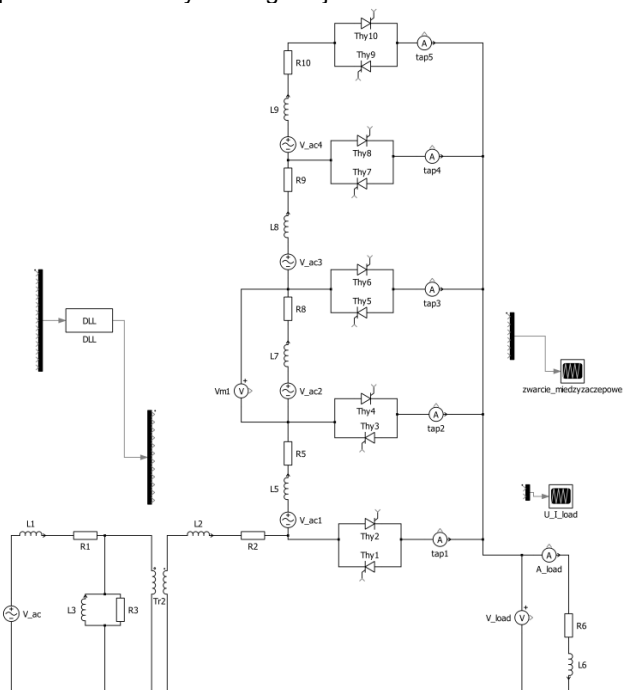 Thy10
R10
Thy9
tap5
L9
V_ac4
Thy8
R9
Thy7
tap4
L8
V_ac3
Thy6
DLL
R8
Thy5
tap3
DLL
L7
zwarcie_miedzyzaczepowe
Vm1
V
V_ac2
Thy4
Thy3
tap2
R5
L5
U_I_load
V_ac1
L1
L2
Thy2
R1
R2
Thy1
tap1
A_load
L3
R3
Tr2
V_ac
V_load
V
R6
L6
A
A
A
A
A
A